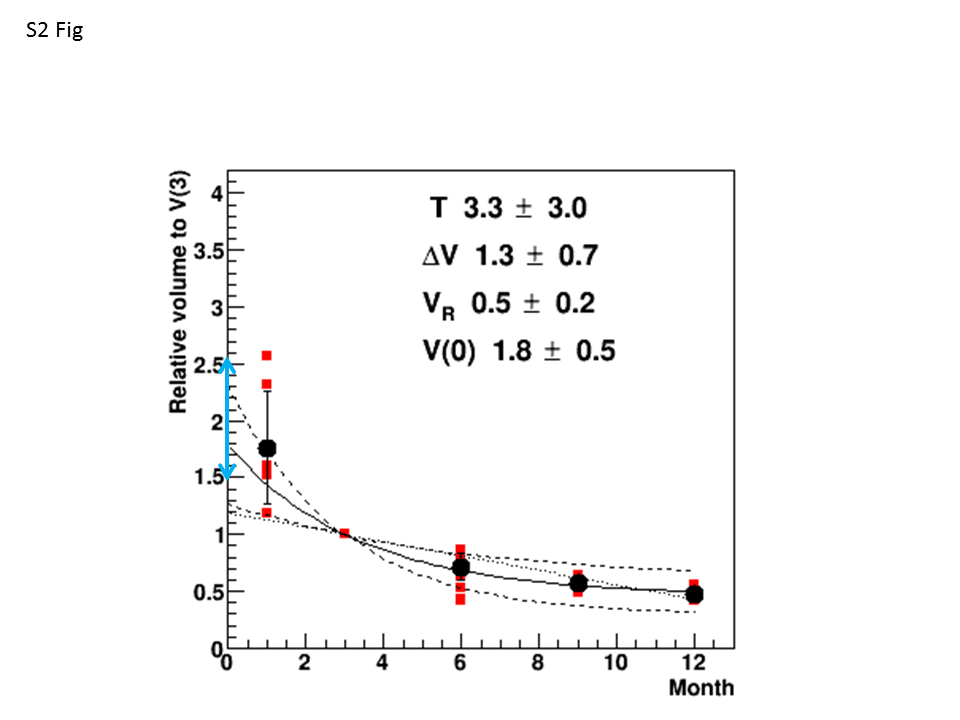 S2 Fig
Relative volume to V(3)
4
3.5
3
2.5
2
1.5
1
0.5
0
T 3.3 ± 3.0
ΔV 1.3 ± 0.7
V_R 0.5 ± 0.2
V(0) 1.8 ± 0.5
0 2 4 6 8 10 12
Month